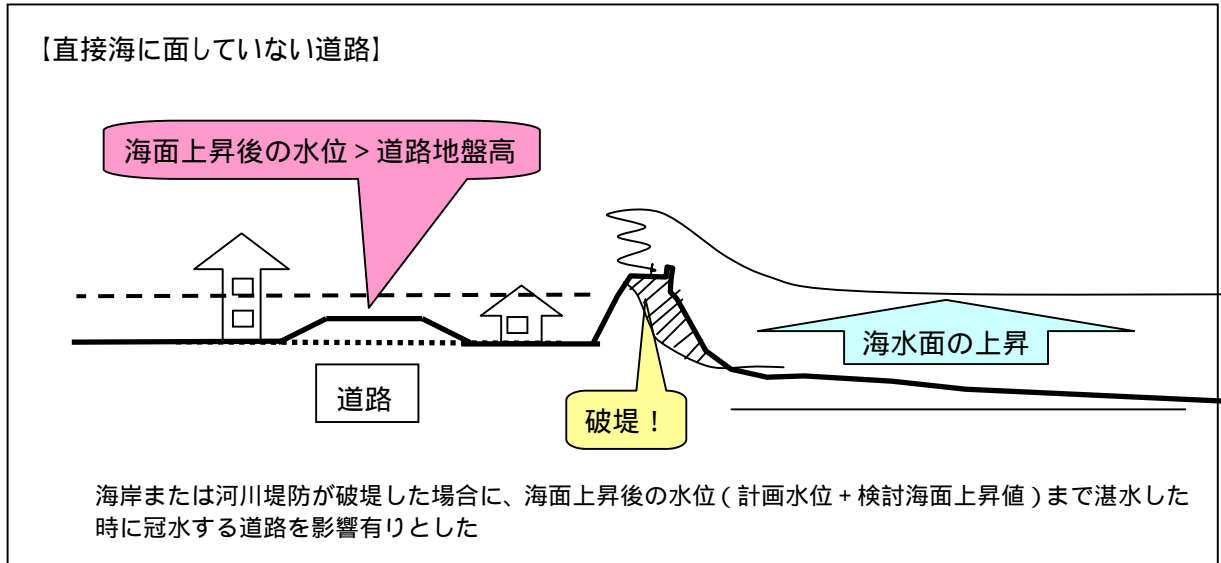 【直接海に面していない道路】
海面上昇後の水位>道路地盤高
海水面の上昇
道路
破堤!
海岸または河川堤防が破堤した場合に、海面上昇後の水位(計画水位+検討海面上昇値)まで湛水した
時に冠水する道路を影響有りとした